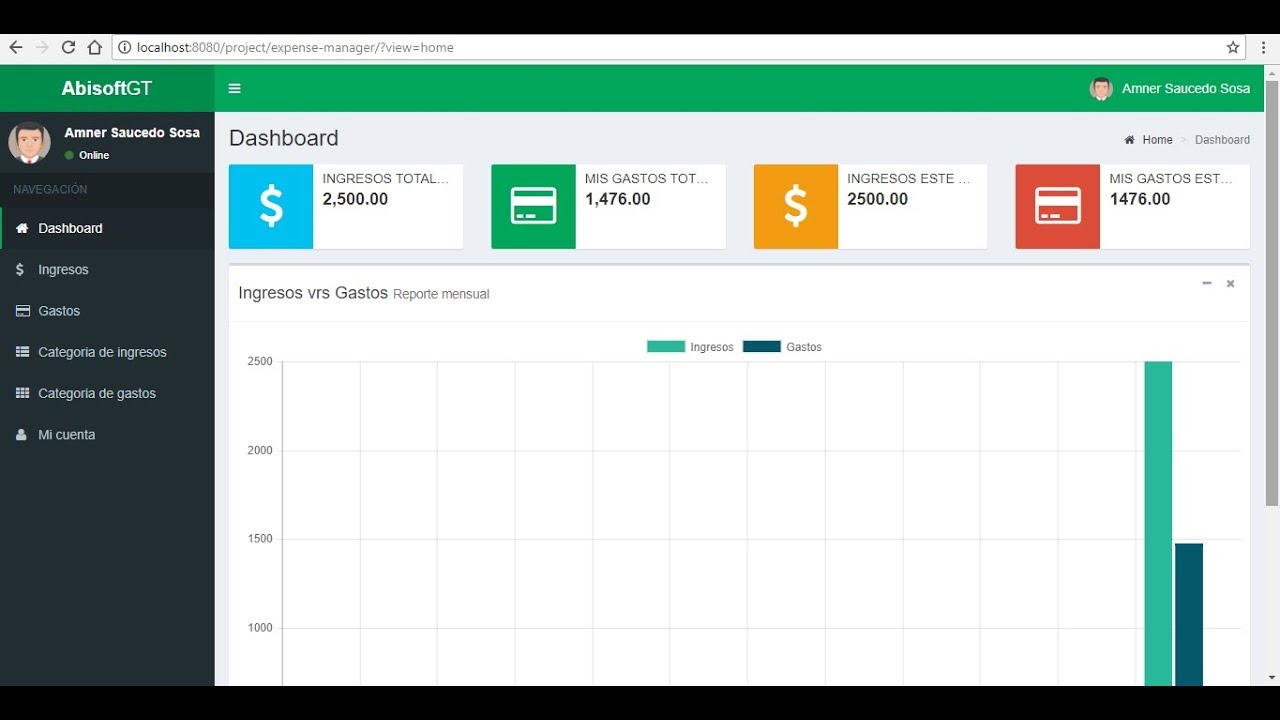 localhost:8080/project/expense-manager/?view=home
AbisoftGT
Amner Saucedo Sosa
Amner Saucedo Sosa
Online
NAVEGACIÓN
Dashboard
Ingresos
Gastos
Categoria de ingresos
Categoria de gastos
Mi cuenta
Dashboard
Home > Dashboard
INGRESOS TOTAL...
2,500.00
MIS GASTOS TOT...
1,476.00
INGRESOS ESTE ...
2500.00
MIS GASTOS EST...
1476.00
Ingresos vrs Gastos Reporte mensual
Ingresos Gastos
2500
2000
1500
1000